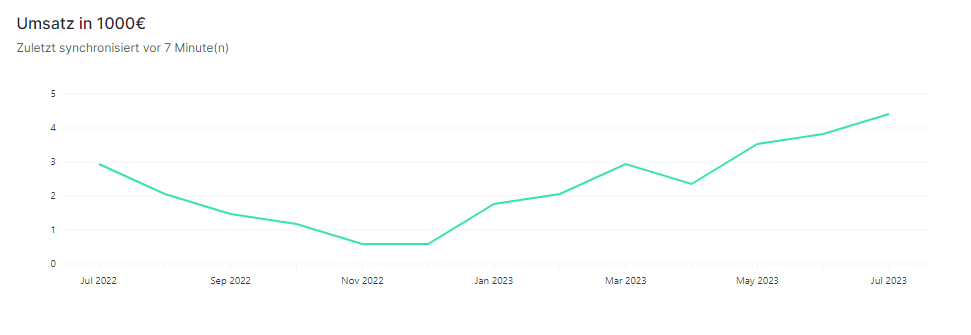 Umsatz in 1000€
Zuletzt synchronisiert vor 7 Minute(n)
5
4
3
2
1
0
Jul 2022 Sep 2022 Nov 2022 Jan 2023 Mar 2023 May 2023 Jul 2023